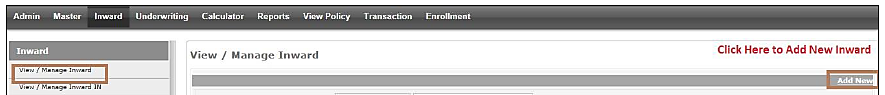 Admin Master Inward Underwriting Calculator Reports View Policy Transaction Enrollment
Inward
View / Manage Inward
View / Manage Inward IN
View / Manage Inward
Click Here to Add New Inward
Add New